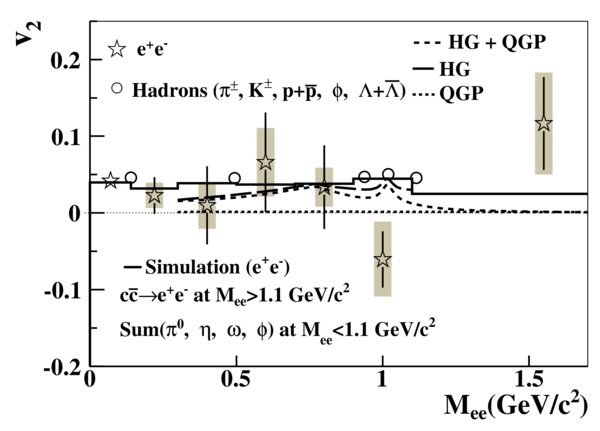 v₂
0.2
0.1
0
-0.1
-0.2
e⁺e⁻
Hadrons (π±, K±, p+p̅, ϕ, Λ+Λ̅)
HG + QGP
HG
QGP
Simulation (e⁺e⁻)
cc̅→e⁺e⁻ at Mₑₑ>1.1 GeV/c²
Sum(π⁰, η, ω, ϕ) at Mₑₑ<1.1 GeV/c²
0 0.5 1 1.5
Mₑₑ(GeV/c²)